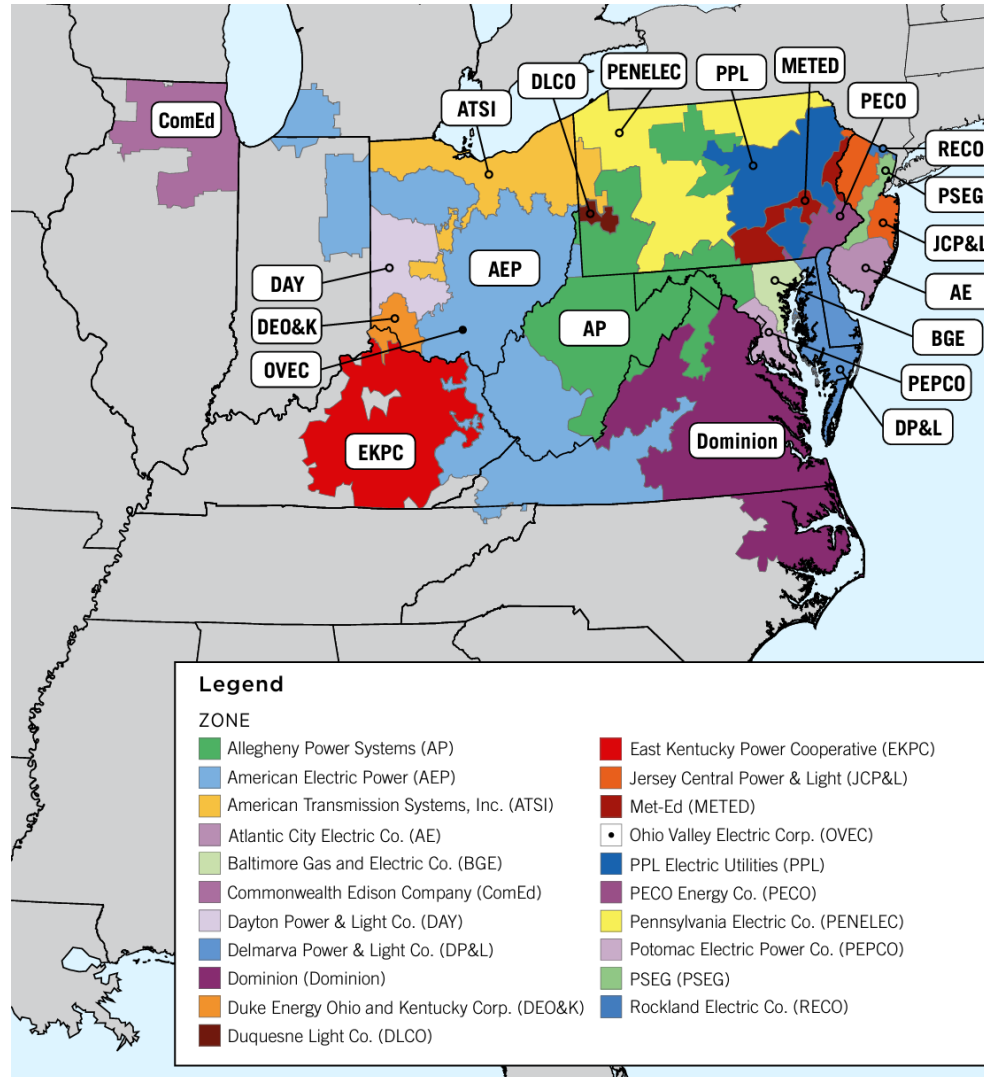 PENELEC
PPL
METED
DLCO
ATSI
PECO
ComEd
RECO
PSEG
JCP&L
AEP
DAY
AE
DEO&K
AP
BGE
OVEC
PEPCO
DP&L
Dominion
EKPC
Legend
ZONE
Allegheny Power Systems (AP)
American Electric Power (AEP)
American Transmission Systems, Inc. (ATSI)
Atlantic City Electric Co. (AE)
Baltimore Gas and Electric Co. (BGE)
Commonwealth Edison Company (ComEd)
Dayton Power & Light Co. (DAY)
Delmarva Power & Light Co. (DP&L)
Dominion (Dominion)
Duke Energy Ohio and Kentucky Corp. (DEO&K)
Duquesne Light Co. (DLCO)
East Kentucky Power Cooperative (EKPC)
Jersey Central Power & Light (JCP&L)
Met-Ed (METED)
Ohio Valley Electric Corp. (OVEC)
PPL Electric Utilities (PPL)
PECO Energy Co. (PECO)
Pennsylvania Electric Co. (PENELEC)
Potomac Electric Power Co. (PEPCO)
PSEG (PSEG)
Rockland Electric Co. (RECO)